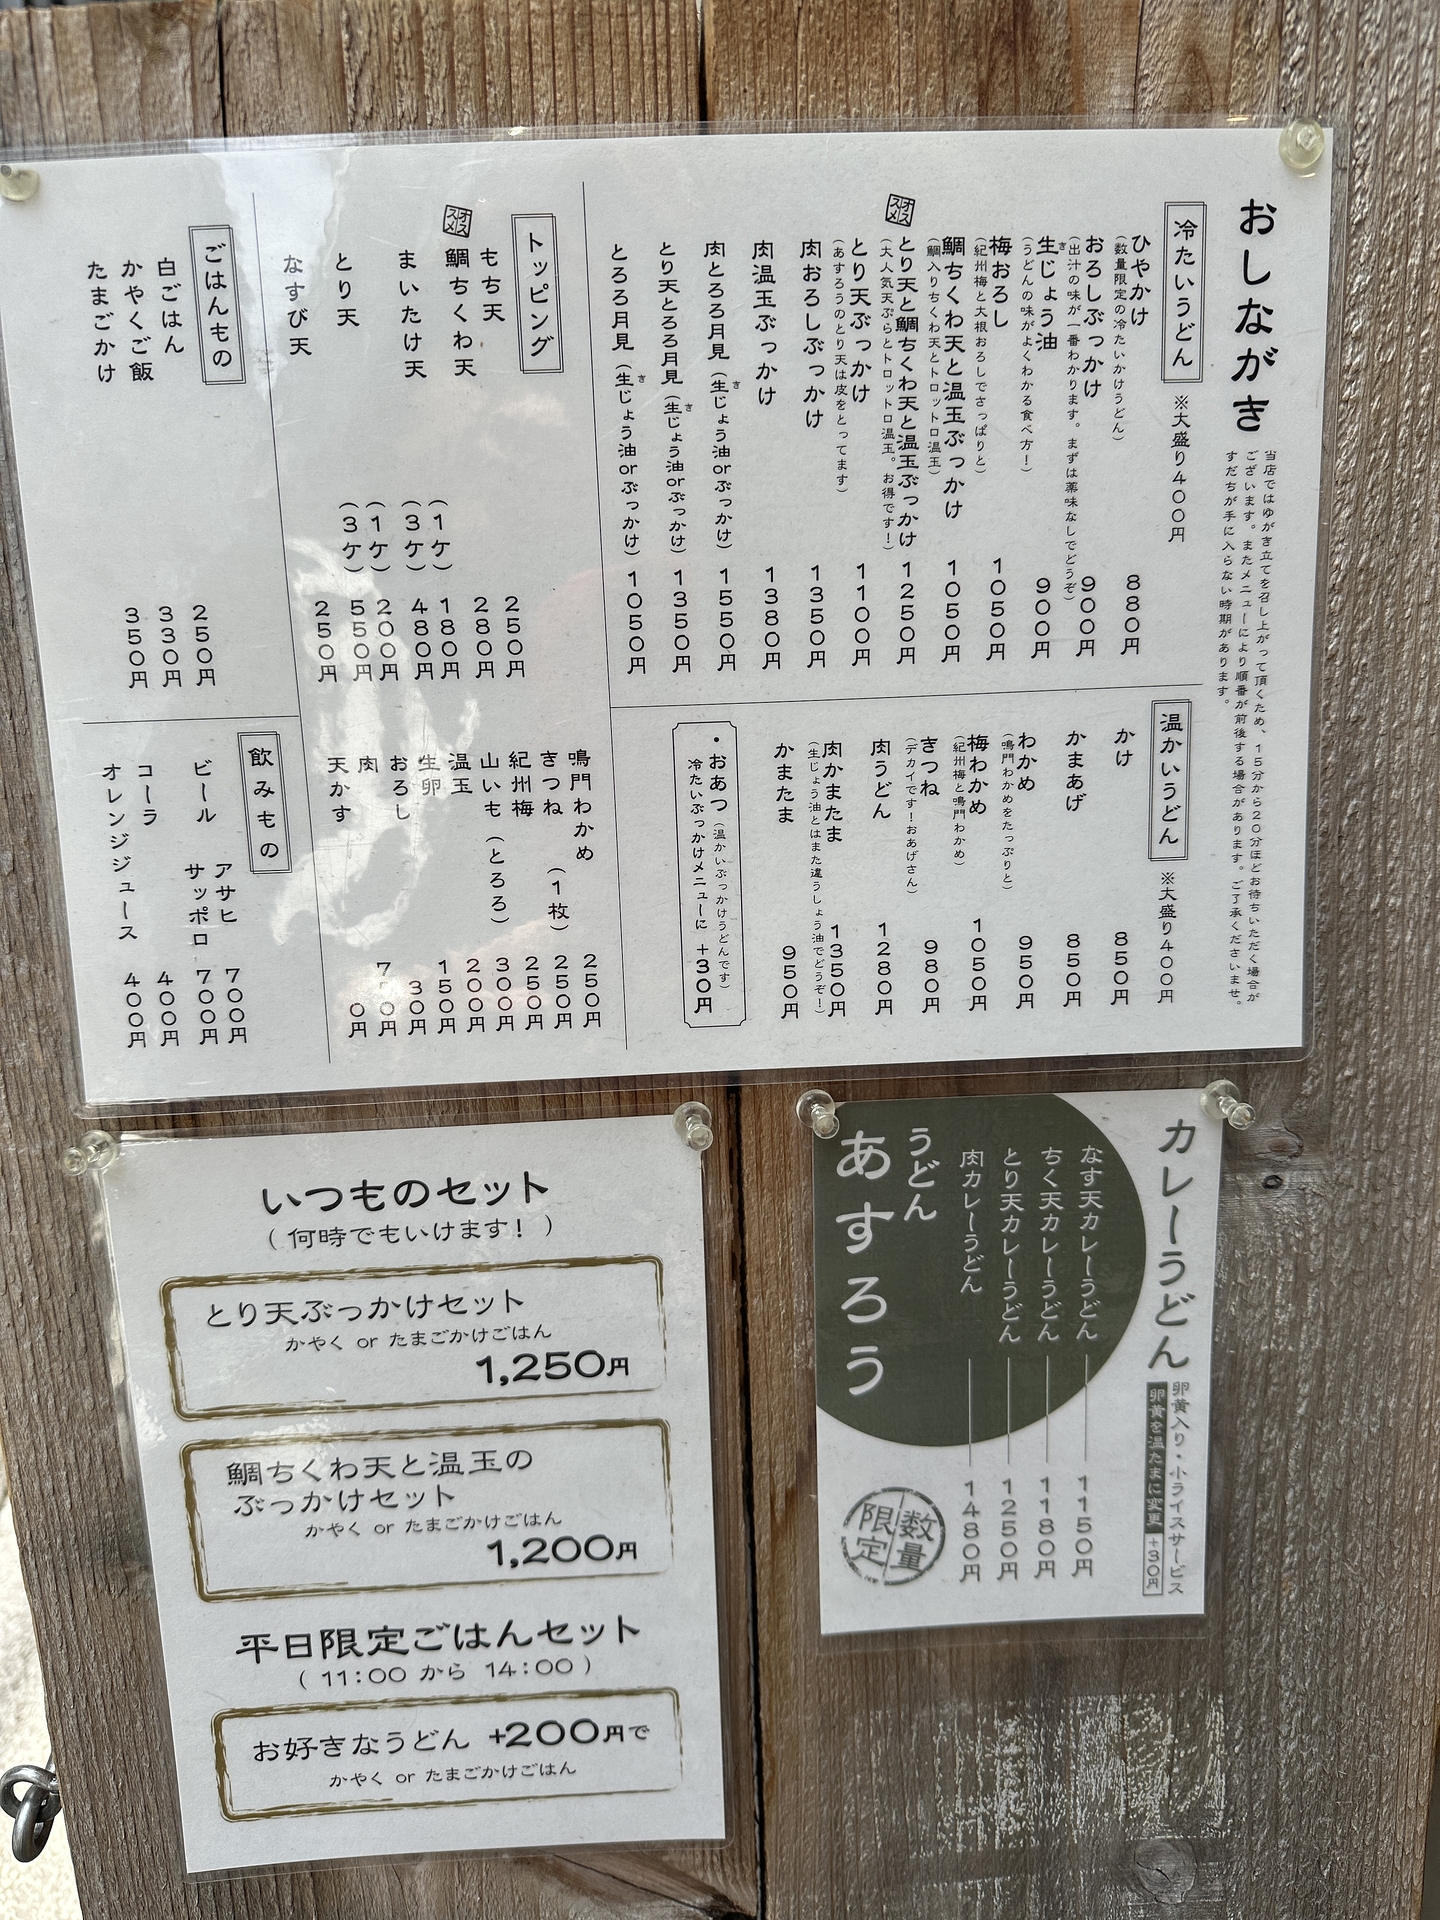 おしながき
当店ではゆがき立てを召し上がって頂くため、15分から20分ほどお待ちいただく場合が
ございます。またメニューにより順番が前後する場合があります。ご了承くださいませ。
すだちが手に入らない時期があります。
冷たいうどん ※大盛り400円
ひやかけ 880円
(数量限定の冷たいかけうどん)
おろしぶっかけ 900円
(出汁の味が一番わかります。まずは薬味なしでどうぞ)
生じょう油 900円
き
(うどんの味がよくわかる食べ方!)
梅おろし 1050円
(紀州梅と大根おろしでさっぱりと)
鯛ちくわ天と温玉ぶっかけ 1050円
(鯛入りちくわ天とトロットロ温玉)
オススメ
とり天と鯛ちくわ天と温玉ぶっかけ 1250円
(大人気天ぷらとトロットロ温玉。お得です!)
とり天ぶっかけ 1100円
(あすろうのとり天は皮をとってます)
肉おろしぶっかけ 1350円
肉温玉ぶっかけ 1380円
肉とろろ月見(生じょう油orぶっかけ) 1550円
き
とり天とろろ月見(生じょう油orぶっかけ) 1350円
き
とろろ月見(生じょう油orぶっかけ) 1050円
き
温かいうどん ※大盛り400円
かけ 850円
かまあげ 850円
わかめ 950円
(鳴門わかめをたっぷりと)
梅わかめ 1050円
(紀州梅と鳴門わかめ)
きつね 980円
(デカイです!おあげさん)
肉うどん 1280円
肉かまたま 1350円
(生じょう油とはまた違うしょう油でどうぞ!)
かまたま 950円
・おあつ(温かいぶっかけうどんです)
冷たいぶっかけメニューに +30円
トッピング
もち天 250円
オススメ
鯛ちくわ天 280円
まいたけ天 (1ケ) 180円
(3ケ) 480円
とり天 (1ケ) 200円
(3ケ) 550円
なすび天 250円
鳴門わかめ 250円
きつね(1枚) 250円
紀州梅 250円
山いも(とろろ) 300円
温玉 200円
生卵 150円
おろし 30円
肉
天かす 0円
ごはんもの
白ごはん 250円
かやくご飯 330円
たまごかけ 350円
飲みもの
ビール アサヒ 700円
サッポロ 700円
コーラ 400円
オレンジジュース 400円
いつものセット
(何時でもいけます!)
とり天ぶっかけセット
かやく or たまごかけごはん
1,250円
鯛ちくわ天と温玉の
ぶっかけセット
かやく or たまごかけごはん
1,200円
平日限定ごはんセット
(11:00 から 14:00)
お好きなうどん +200円で
かやく or たまごかけごはん
カレーうどん
卵黄入り・小ライスサービス
卵黄を温たまに変更 +30円
なす天カレーうどん 1150円
ちく天カレーうどん 1180円
とり天カレーうどん 1250円
肉カレーうどん 1480円
うどん
あすろう
数量
限定